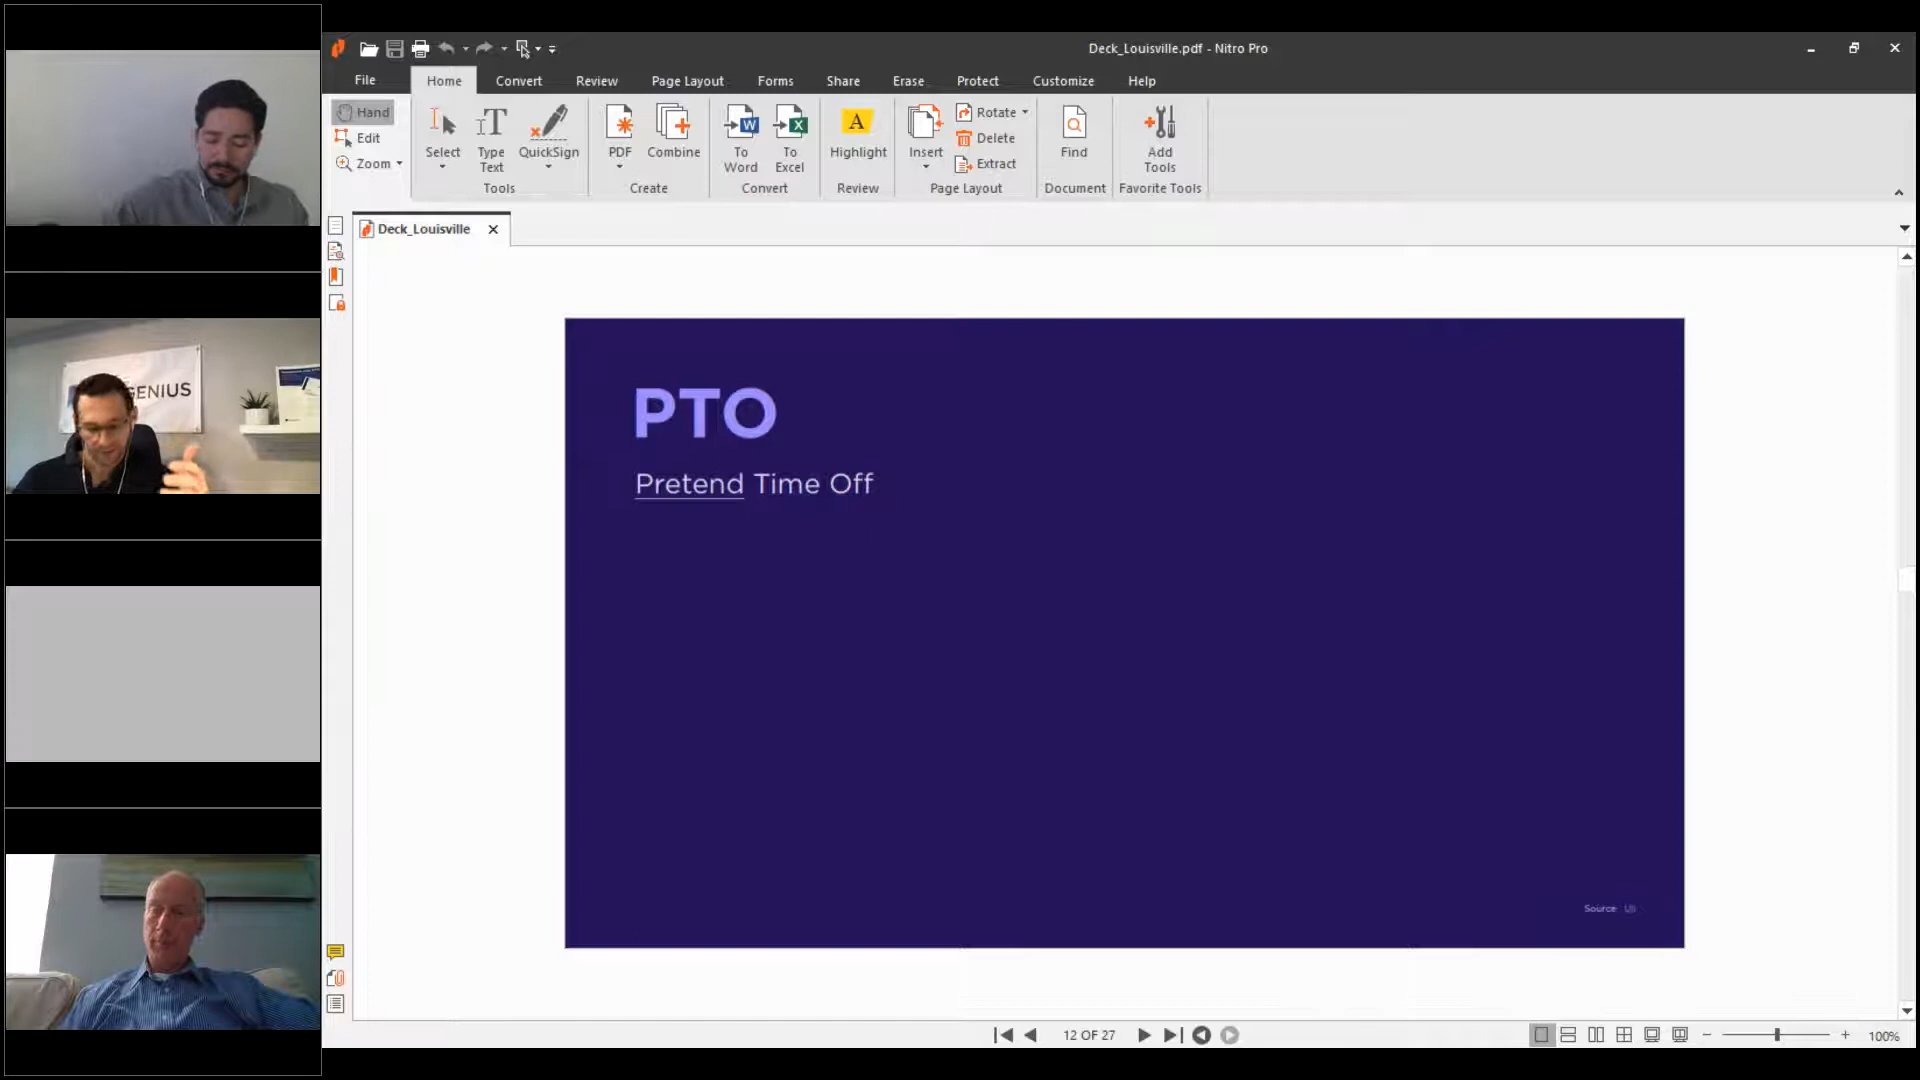 Deck_Louisville.pdf - Nitro Pro
File
Home
Convert
Review
Page Layout
Forms
Share
Erase
Protect
Customize
Help
Hand
Edit
Zoom
Select
Type
Text
QuickSign
Tools
PDF
Combine
Create
To
Word
To
Excel
Convert
A
Highlight
Review
Insert
Rotate
Delete
Extract
Page Layout
Find
Document
Add
Tools
Favorite Tools
Deck_Louisville
GENIUS
PTO
Pretend Time Off
Source
12 OF 27
100%